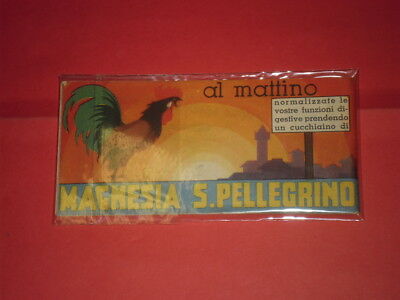 al mattino
normalizzate le
vostre funzioni di-
gestive prendendo
un cucchiaino di
MAGNESIA S.PELLEGRINO